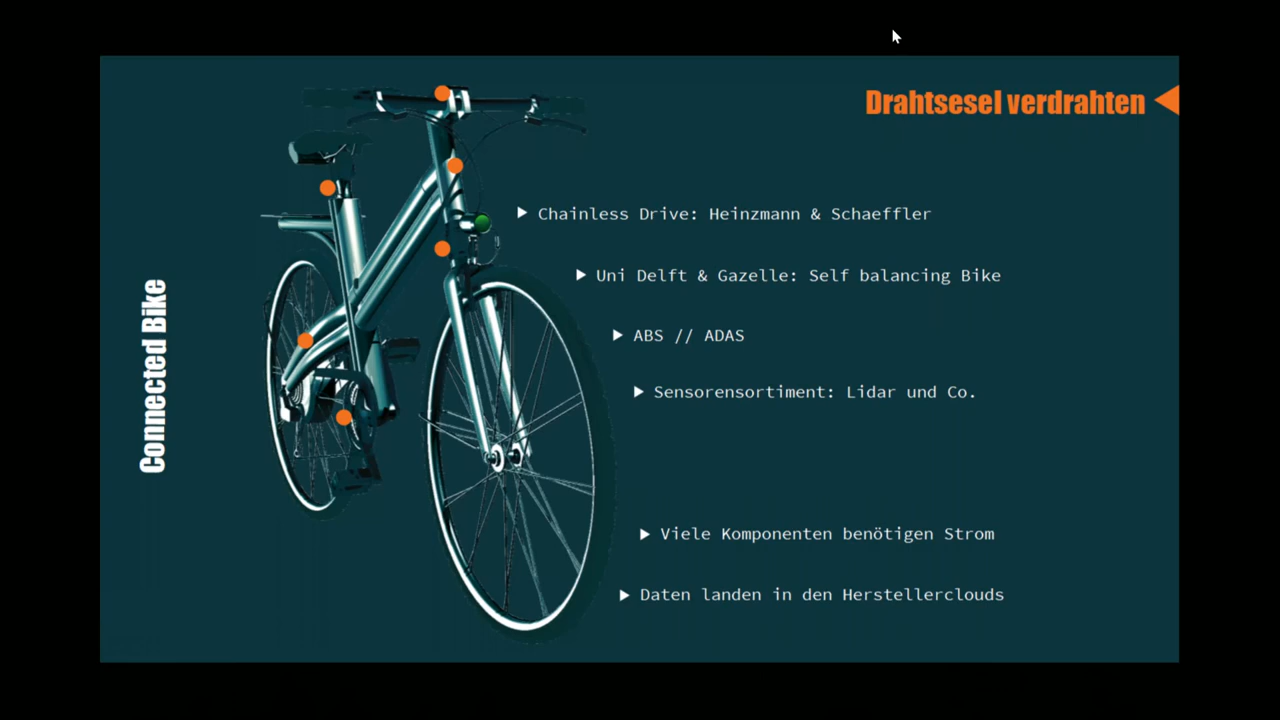 Drahtsesel verdrahten
Connected Bike
Chainless Drive: Heinzmann & Schaeffler
Uni Delft & Gazelle: Self balancing Bike
ABS // ADAS
Sensorensortiment: Lidar und Co.
Viele Komponenten benötigen Strom
Daten landen in den Herstellerclouds